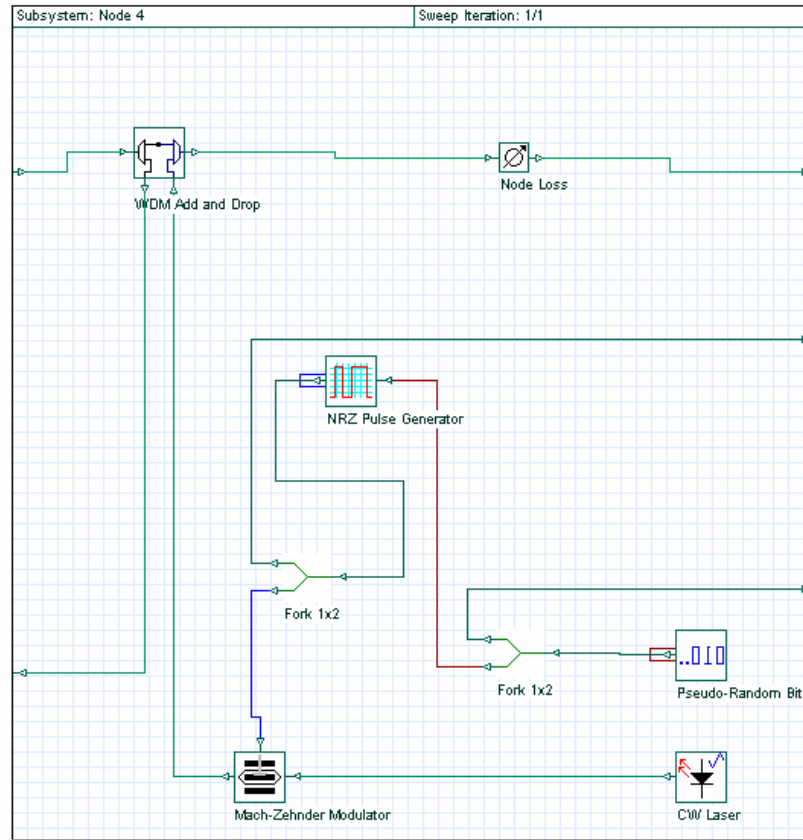 Subsystem: Node 4
Sweep Iteration: 1/1
WDM Add and Drop
Node Loss
NRZ Pulse Generator
Fork 1x2
Fork 1x2
Pseudo-Random Bit
Mach-Zehnder Modulator
CW Laser